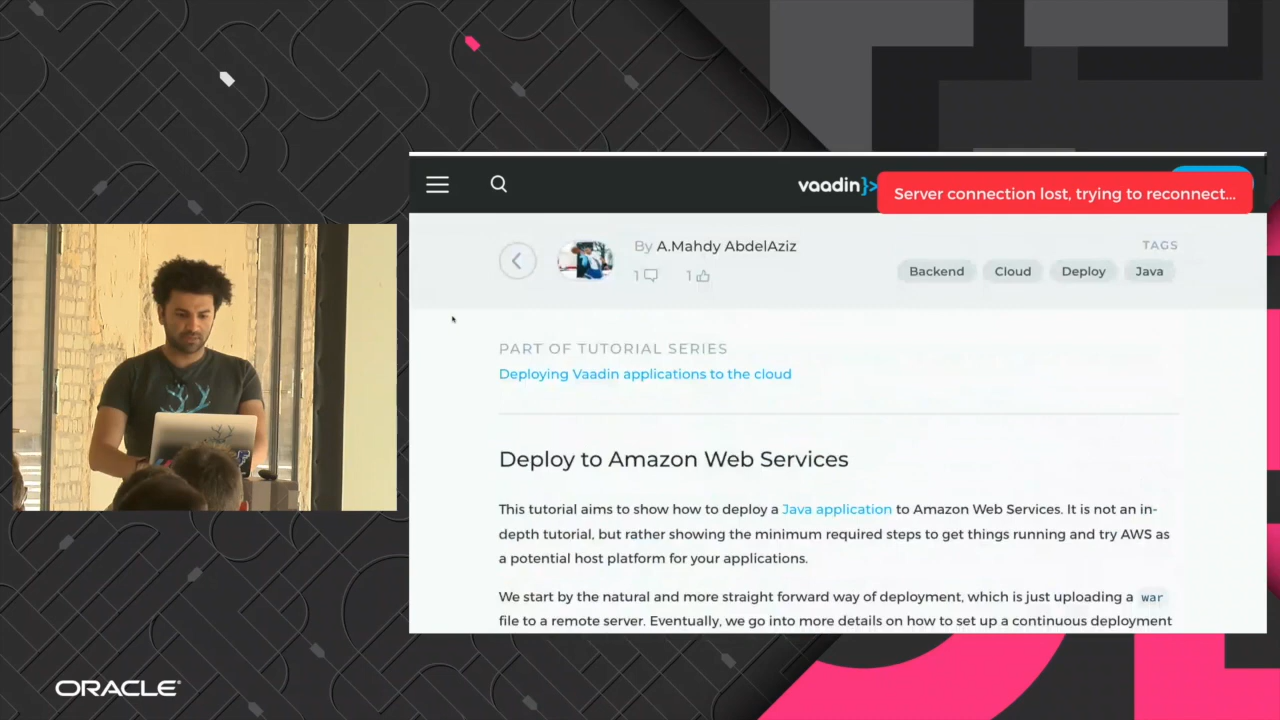 vaadin}>
Server connection lost, trying to reconnect...
By A.Mahdy AbdelAziz
TAGS
1
1
Backend
Cloud
Deploy
Java
PART OF TUTORIAL SERIES
Deploying Vaadin applications to the cloud
Deploy to Amazon Web Services
This tutorial aims to show how to deploy a Java application to Amazon Web Services. It is not an in-
depth tutorial, but rather showing the minimum required steps to get things running and try AWS as
a potential host platform for your applications.
We start by the natural and more straight forward way of deployment, which is just uploading a war
file to a remote server. Eventually, we go into more details on how to set up a continuous deployment
ORACLE